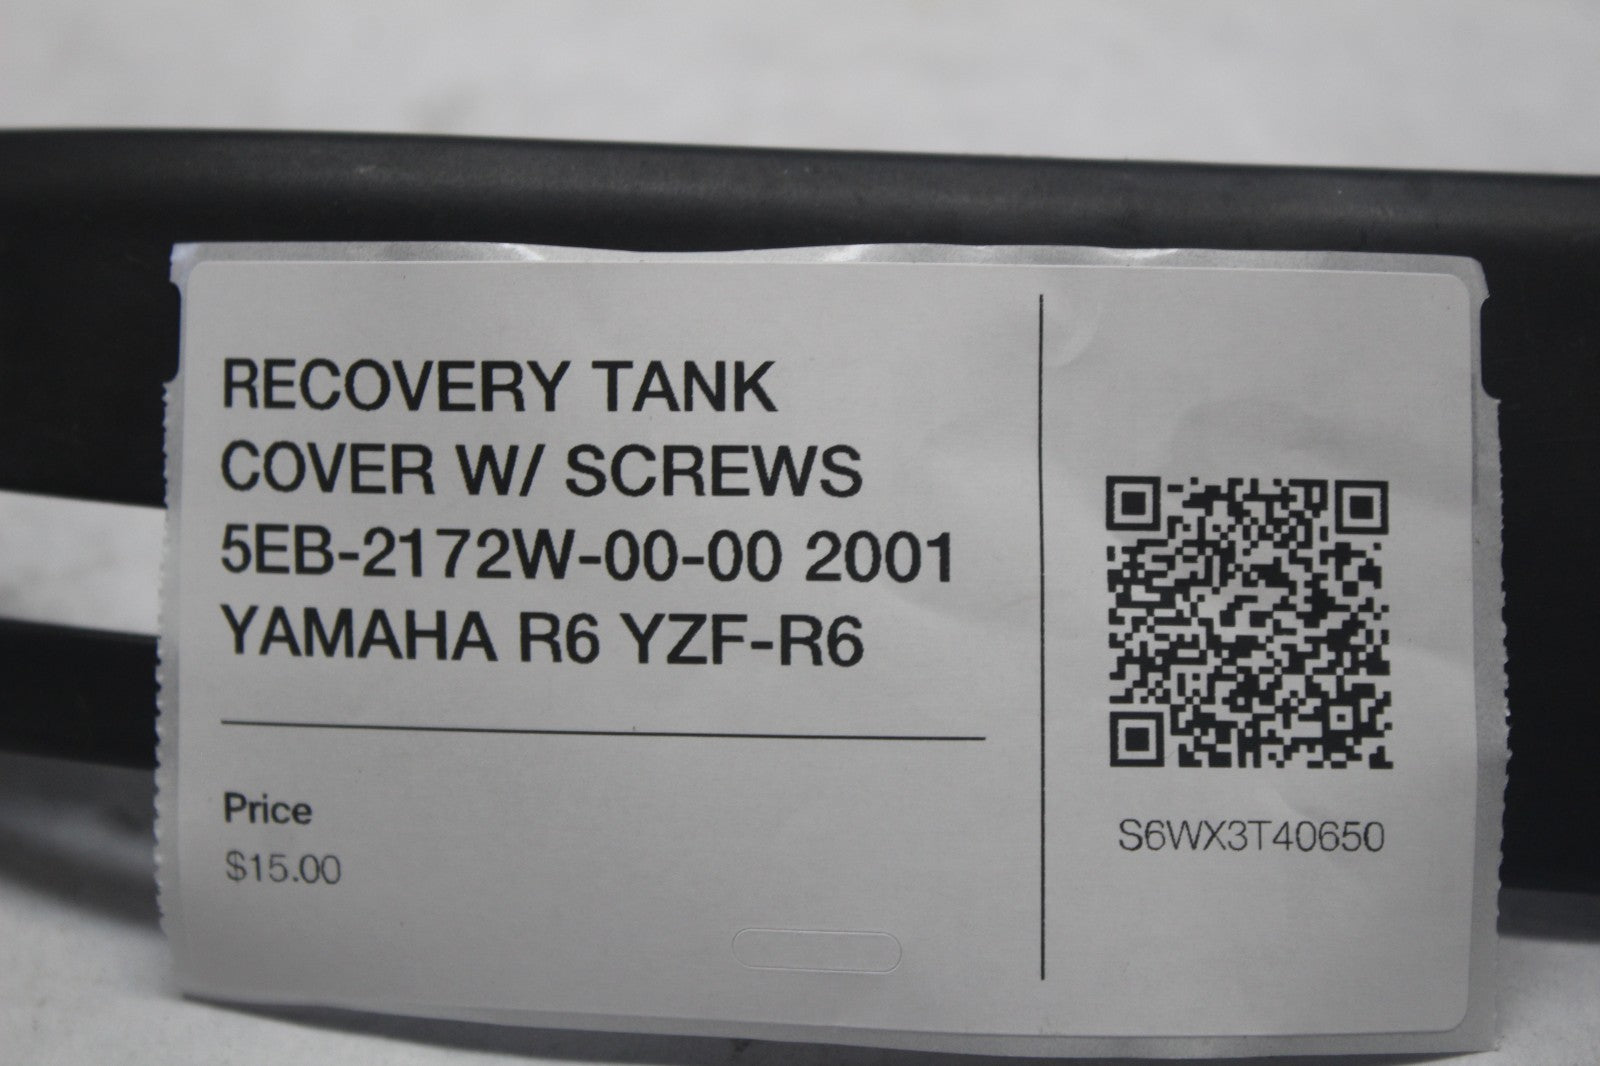 RECOVERY TANK
COVER W/ SCREWS
5EB-2172W-00-00 2001
YAMAHA R6 YZF-R6
Price
$15.00
S6WX3T40650